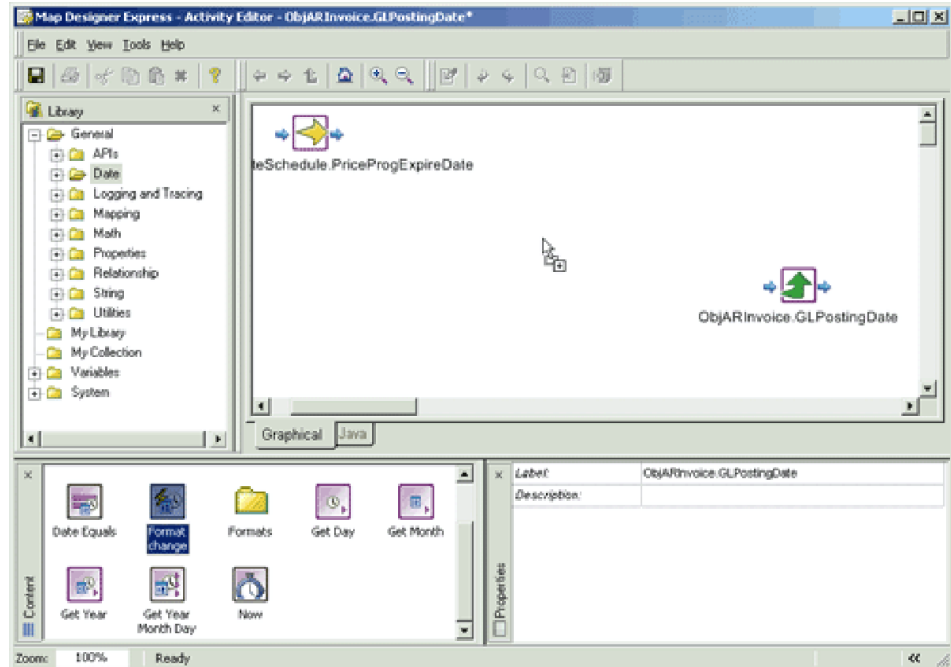 Map Designer Express - Activity Editor - ObjARInvoice.GLPostingDate*
File Edit View Tools Help
Library
General
APIs
Date
Logging and Tracing
Mapping
Math
Properties
Relationship
String
Utilities
My Library
My Collection
Variables
System
teSchedule.PriceProgExpireDate
ObjARInvoice.GLPostingDate
Graphical Java
Content
Date Equals
Format change
Formats
Get Day
Get Month
Get Year
Get Year Month Day
Now
Properties
Label: ObjARInvoice.GLPostingDate
Description:
Zoom: 100% Ready